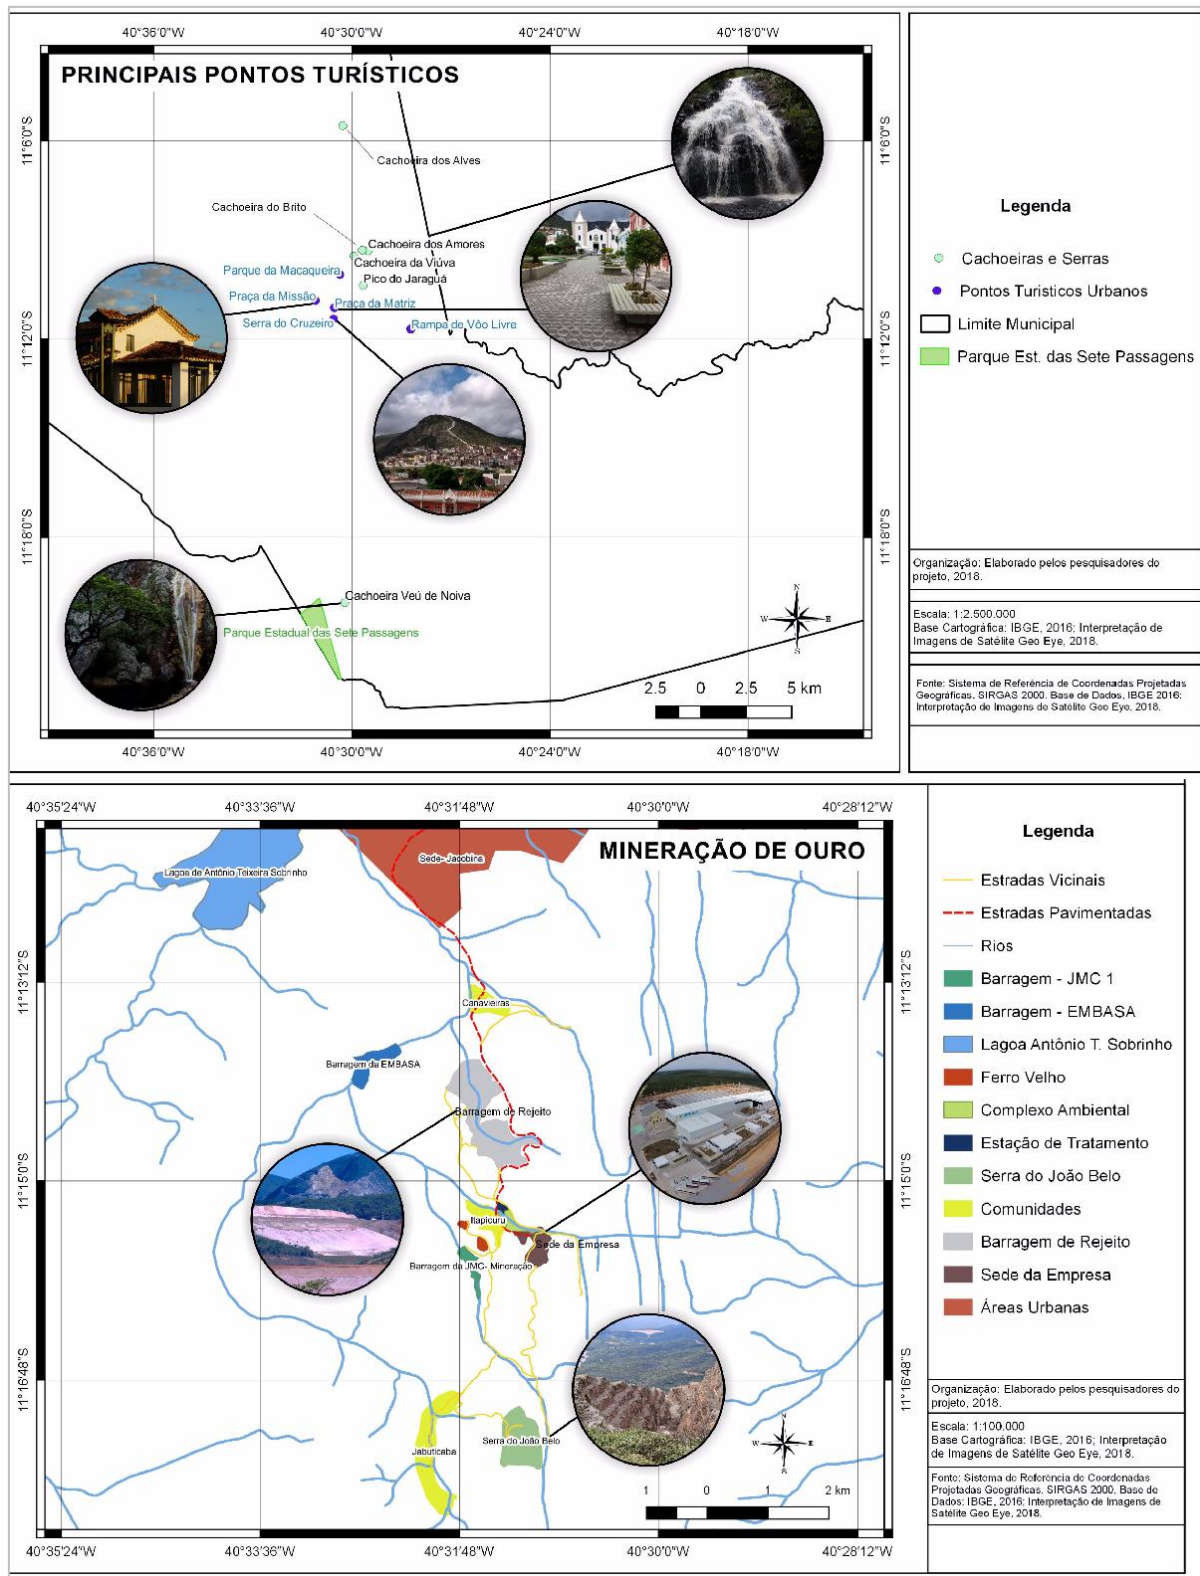 40°36'0"W 40°30'0"W 40°24'0"W 40°18'0"W
PRINCIPAIS PONTOS TURÍSTICOS
11°6'0"S 11°6'0"S
Cachoeira dos Alves
Cachoeira do Brito
Cachoeira dos Amores
Cachoeira da Viúva
Parque da Macaqueira
Pico do Jaraguá
Praça da Missão
Praça da Matriz
Serra do Cruzeiro
Rampa de Vôo Livre
11°12'0"S 11°12'0"S
11°18'0"S 11°18'0"S
Cachoeira Veú de Noiva
Parque Estadual das Sete Passagens
N
W E
S
2.5 0 2.5 5 km
40°36'0"W 40°30'0"W 40°24'0"W 40°18'0"W
Legenda
Cachoeiras e Serras
Pontos Turisticos Urbanos
Limite Municipal
Parque Est. das Sete Passagens
Organização: Elaborado pelos pesquisadores do
projeto, 2018.
Escala: 1:2.500.000
Base Cartográfica: IBGE, 2016; Interpretação de
Imagens de Satélite Geo Eye, 2018.
Fonte: Sistema de Referência de Coordenadas Projetadas
Geográficas. SIRGAS 2000. Base de Dados, IBGE 2016;
Interpretação de Imagens de Satélite Geo Eye, 2018.
40°35'24"W 40°33'36"W 40°31'48"W 40°30'0"W 40°28'12"W
MINERAÇÃO DE OURO
Sede- Jacobina
Lagoa de Antônio Teixeira Sobrinho
11°13'12"S 11°13'12"S
Canavieiras
Barragem da EMBASA
Barragem de Rejeito
11°15'0"S 11°15'0"S
Itapicuru
Sede da Empresa
Barragem da JMC- Mineração
11°16'48"S 11°16'48"S
Jabuticaba
Serra do João Belo
N
W E
S
1 0 1 2 km
40°35'24"W 40°33'36"W 40°31'48"W 40°30'0"W 40°28'12"W
Legenda
Estradas Vicinais
Estradas Pavimentadas
Rios
Barragem - JMC 1
Barragem - EMBASA
Lagoa Antônio T. Sobrinho
Ferro Velho
Complexo Ambiental
Estação de Tratamento
Serra do João Belo
Comunidades
Barragem de Rejeito
Sede da Empresa
Áreas Urbanas
Organização: Elaborado pelos pesquisadores do
projeto, 2018.
Escala: 1:100.000
Base Cartográfica: IBGE, 2016; Interpretação
de Imagens de Satélite Geo Eye, 2018.
Fonte: Sistema de Referência de Coordenadas
Projetadas Geográficas. SIRGAS 2000, Base de
Dados: IBGE, 2016; Interpretação de Imagens de
Satélite Geo Eye, 2018.